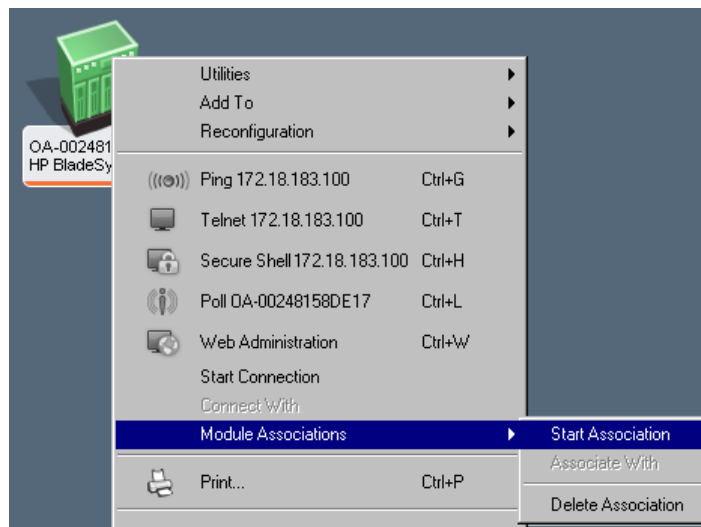 OA-002481
HP BladeSy
Utilities
Add To
Reconfiguration
Ping 172.18.183.100 Ctrl+G
Telnet 172.18.183.100 Ctrl+T
Secure Shell 172.18.183.100 Ctrl+H
Poll OA-00248158DE17 Ctrl+L
Web Administration Ctrl+W
Start Connection
Connect With
Module Associations
Start Association
Associate With
Print... Ctrl+P
Delete Association